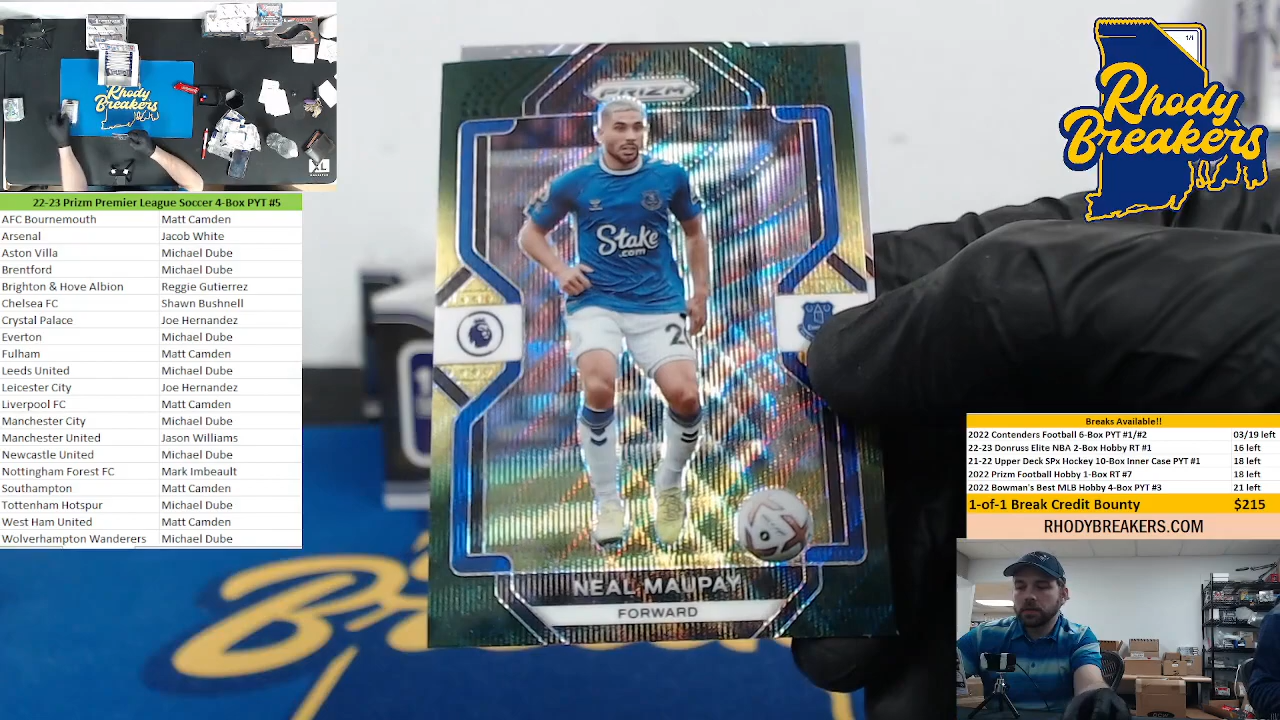 Rhody
Breakers
22-23 Prizm Premier League Soccer 4-Box PYT #5
AFC Bournemouth Matt Camden
Arsenal Jacob White
Aston Villa Michael Dube
Brentford Michael Dube
Brighton & Hove Albion Reggie Gutierrez
Chelsea FC Shawn Bushnell
Crystal Palace Joe Hernandez
Everton Michael Dube
Fulham Matt Camden
Leeds United Michael Dube
Leicester City Joe Hernandez
Liverpool FC Matt Camden
Manchester City Michael Dube
Manchester United Jason Williams
Newcastle United Michael Dube
Nottingham Forest FC Mark Imbeault
Southampton Matt Camden
Tottenham Hotspur Michael Dube
West Ham United Matt Camden
Wolverhampton Wanderers Michael Dube
PRIZM
Stake
.com
2
NEAL MAUPAY
FORWARD
1/1
Rhody
Breakers
Breaks Available!!
2022 Contenders Football 6-Box PYT #1/#2 03/19 left
22-23 Donruss Elite NBA 2-Box Hobby RT #1 16 left
21-22 Upper Deck SPx Hockey 10-Box Inner Case PYT #1 18 left
2022 Prizm Football Hobby 1-Box RT #7 18 left
2022 Bowman's Best MLB Hobby 4-Box PYT #3 21 left
1-of-1 Break Credit Bounty $215
RHODYBREAKERS.COM